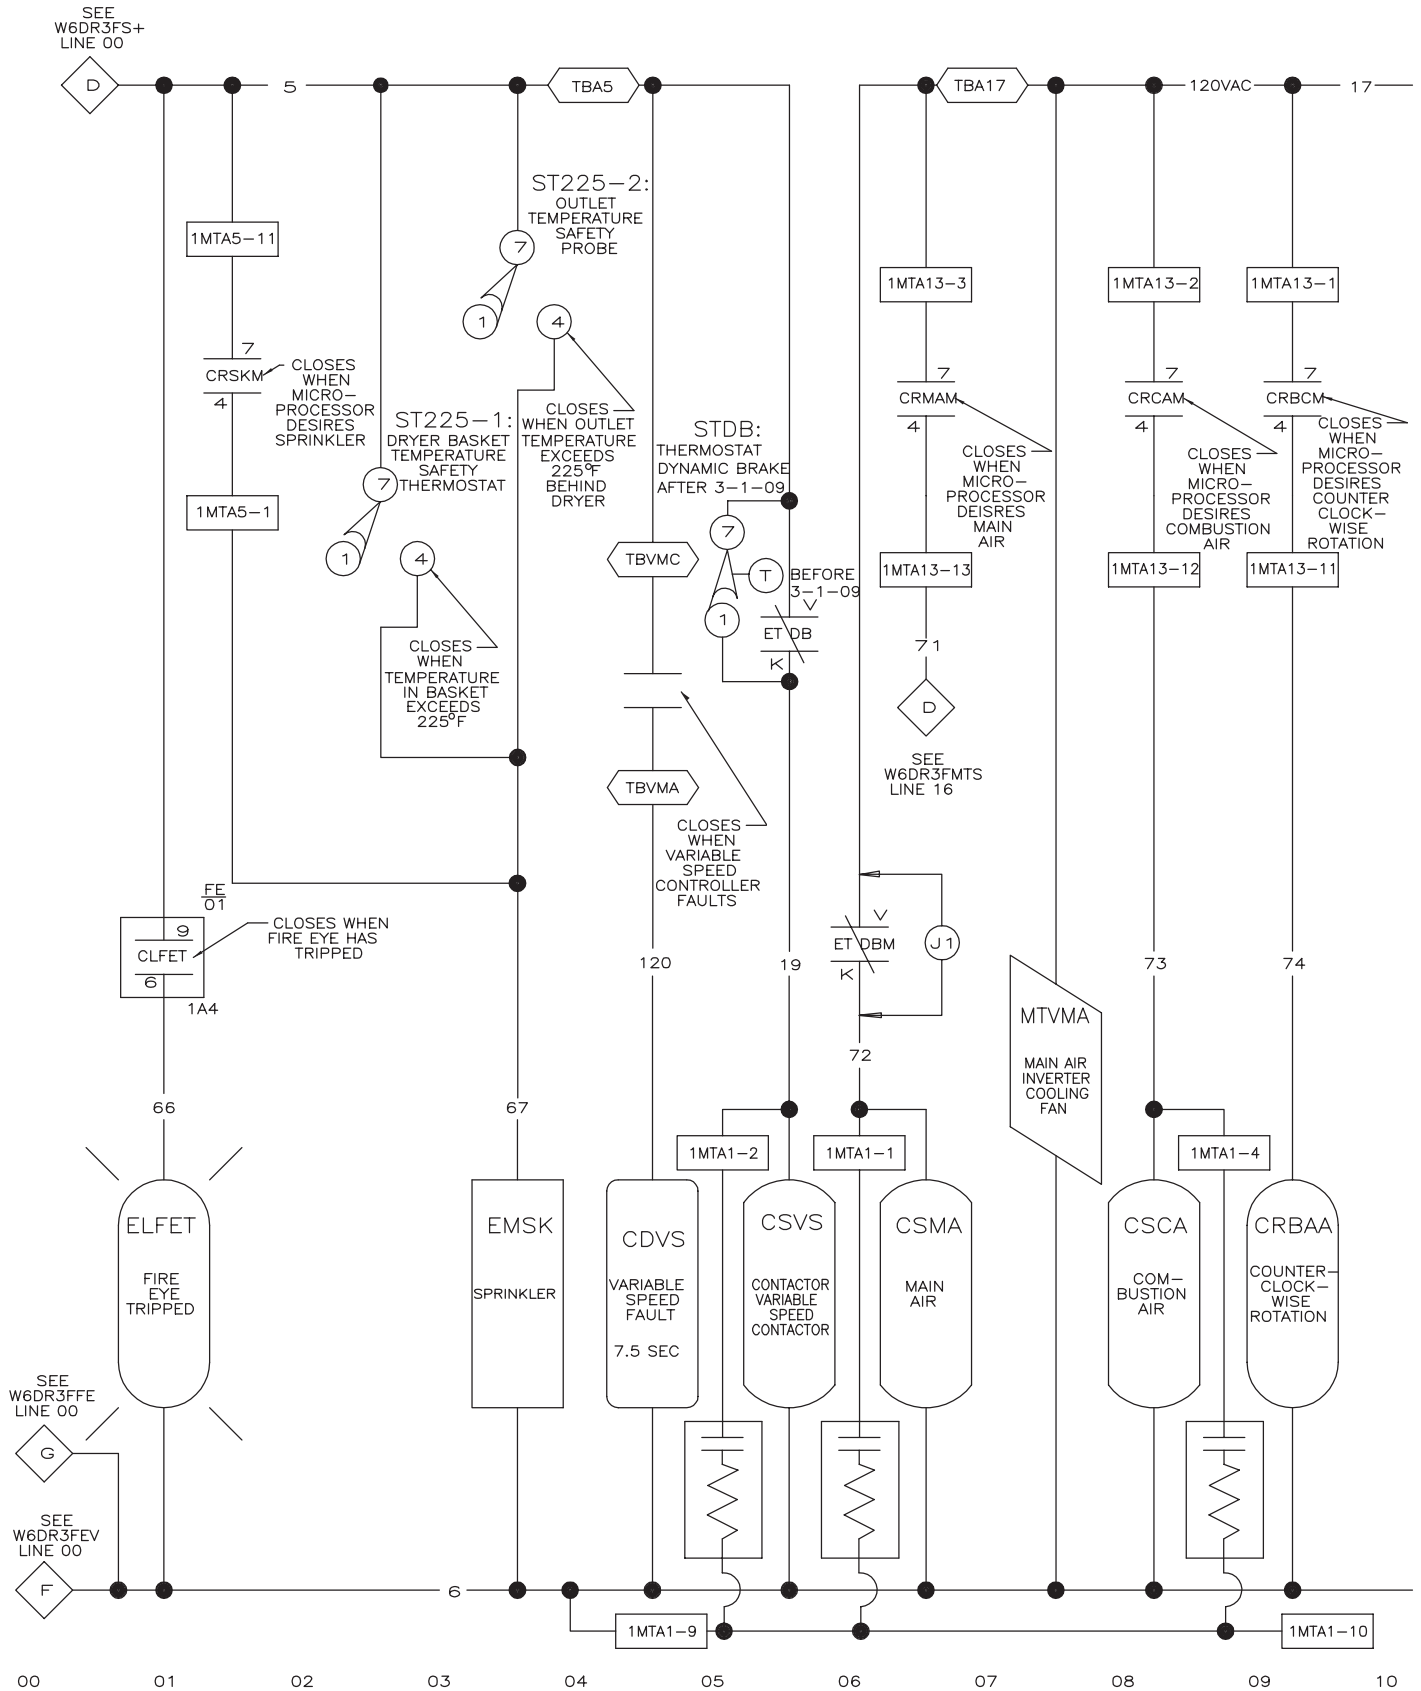 SEE
W6DR3FS+
LINE 00
D
5
TBA5
TBA17
120VAC
17
ST225-2:
OUTLET
TEMPERATURE
SAFETY
PROBE
7
1
4
1MTA5-11
7
CRSKM
4
CLOSES
WHEN
MICRO-
PROCESSOR
DESIRES
SPRINKLER
1MTA5-1
ST225-1:
DRYER BASKET
TEMPERATURE
SAFETY
THERMOSTAT
7
1
4
CLOSES
WHEN
TEMPERATURE
IN BASKET
EXCEEDS
225°F
CLOSES
WHEN OUTLET
TEMPERATURE
EXCEEDS
225°F
BEHIND
DRYER
STDB:
THERMOSTAT
DYNAMIC BRAKE
AFTER 3-1-09
7
T
1
BEFORE
3-1-09
V
ET DB
K
TBVMC
TBVMA
CLOSES
WHEN
VARIABLE
SPEED
CONTROLLER
FAULTS
1MTA13-3
7
CRMAM
4
CLOSES
WHEN
MICRO-
PROCESSOR
DEISRES
MAIN
AIR
1MTA13-13
71
D
SEE
W6DR3FMTS
LINE 16
1MTA13-2
7
CRCAM
4
CLOSES
WHEN
MICRO-
PROCESSOR
DESIRES
COMBUSTION
AIR
1MTA13-12
1MTA13-1
7
CRBCM
4
CLOSES
WHEN
MICRO-
PROCESSOR
DESIRES
COUNTER
CLOCK-
WISE
ROTATION
1MTA13-11
FE
01
9
CLFET
6
1A4
CLOSES WHEN
FIRE EYE HAS
TRIPPED
V
ET DBM
K
J1
120
19
72
73
74
66
67
MTVMA
MAIN AIR
INVERTER
COOLING
FAN
1MTA1-2
1MTA1-1
1MTA1-4
ELFET
FIRE
EYE
TRIPPED
EMSK
SPRINKLER
CDVS
VARIABLE
SPEED
FAULT
7.5 SEC
CSVS
CONTACTOR
VARIABLE
SPEED
CONTACTOR
CSMA
MAIN
AIR
CSCA
COM-
BUSTION
AIR
CRBAA
COUNTER-
CLOCK-
WISE
ROTATION
SEE
W6DR3FFE
LINE 00
G
SEE
W6DR3FEV
LINE 00
F
6
1MTA1-9
1MTA1-10
00 01 02 03 04 05 06 07 08 09 10